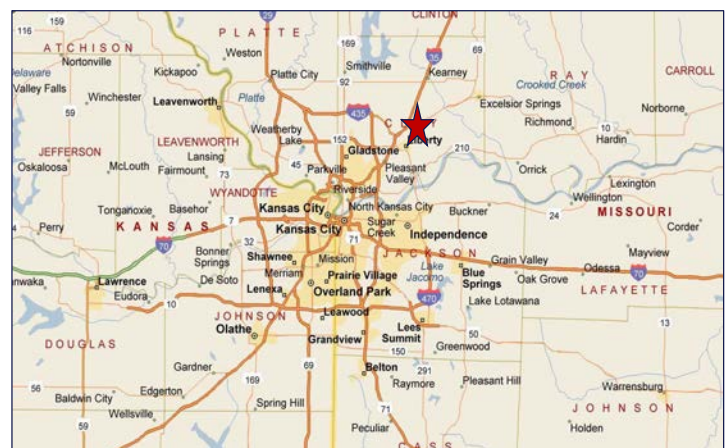 CLINTON
PLATTE
29
116
ATCHISON
Nortonville
Weston
169
Smithville
35
69
Kearney
RAY
CARROLL
Delaware
Kickapoo
Platte City
92
Crooked Creek
Valley Falls
Winchester
Leavenworth
Platte
435
Excelsior Springs
Norborne
59
Weatherby
Lake
C
Liberty
Richmond
10
Hardin
JEFFERSON
LEAVENWORTH
Lansing
152
Gladstone
210
Oskaloosa
McLouth
Fairmount
45
Parkville
Pleasant
Valley
Orrick
Lexington
73
Riverside
Wellington
WYANDOTTE
Tonganoxie
Basehor
Kansas City
North Kansas City
Buckner
24
MISSOURI
Perry
KANSAS
7
Kansas City
Sugar
Creek
Independence
Corder
70
Bonner
Springs
32
71
JACKSON
Mayview
Shawnee
Mission
Lake
Jacomo
Grain Valley
Odessa
70
Lawrence
De Soto
Merriam
Prairie Village
Blue
Springs
Oak Grove
LAFAYETTE
Eudora
Lenexa
Overland Park
470
Lake Lotawana
10
JOHNSON
Leawood
13
Olathe
Grandview
Lees
Summit
50
DOUGLAS
150
Greenwood
Gardner
Belton
291
56
169
Raymore
Pleasant Hill
Warrensburg
Baldwin City
Edgerton
JOHNSON
59
Wellsville
Spring Hill
71
Peculiar
Holden
CASS